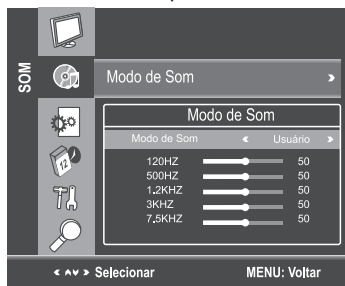 SOM
Modo de Som
Modo de Som
Modo de Som Usuário
120HZ 50
500HZ 50
1.2KHZ 50
3KHZ 50
7.5KHZ 50
12
Selecionar MENU: Voltar